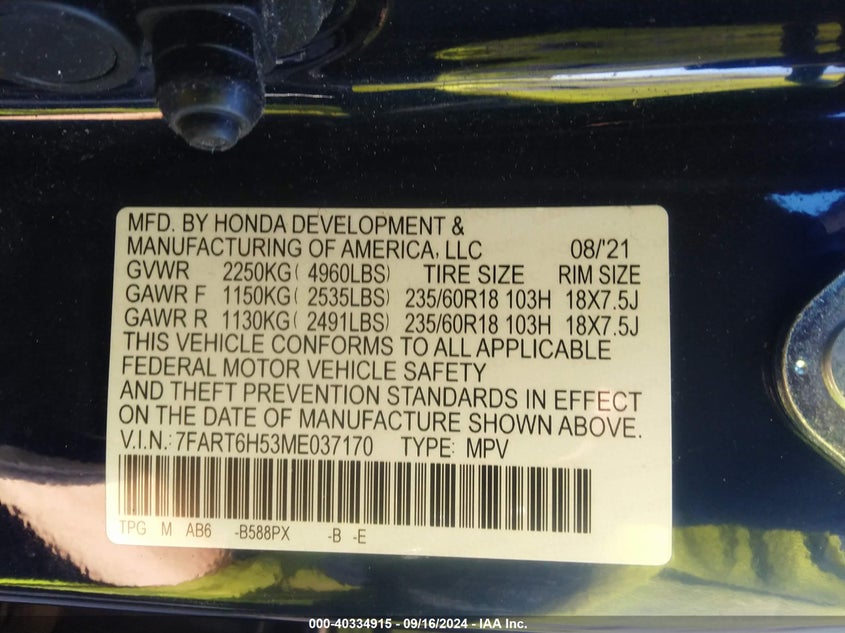 MFD. BY HONDA DEVELOPMENT &
MANUFACTURING OF AMERICA, LLC 08/'21
GVWR 2250KG( 4960LBS) TIRE SIZE RIM SIZE
GAWR F 1150KG( 2535LBS) 235/60R18 103H 18X7.5J
GAWR R 1130KG( 2491LBS) 235/60R18 103H 18X7.5J
THIS VEHICLE CONFORMS TO ALL APPLICABLE
FEDERAL MOTOR VEHICLE SAFETY
AND THEFT PREVENTION STANDARDS IN EFFECT
ON THE DATE OF MANUFACTURE SHOWN ABOVE.
V.I.N.: 7FART6H53ME037170 TYPE: MPV
TPG M AB6 -B588PX -B -E
000-40334915 - 09/16/2024 - IAA Inc.